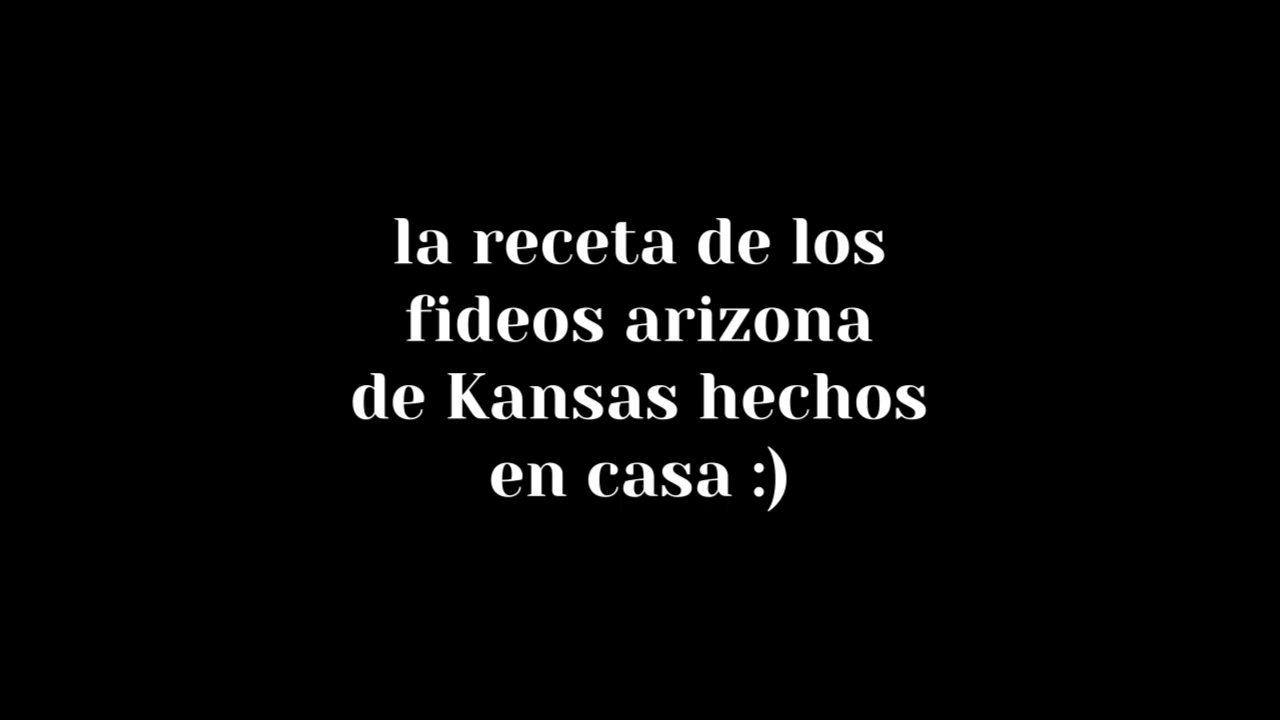 la receta de los
fideos arizona
de Kansas hechos
en casa :)